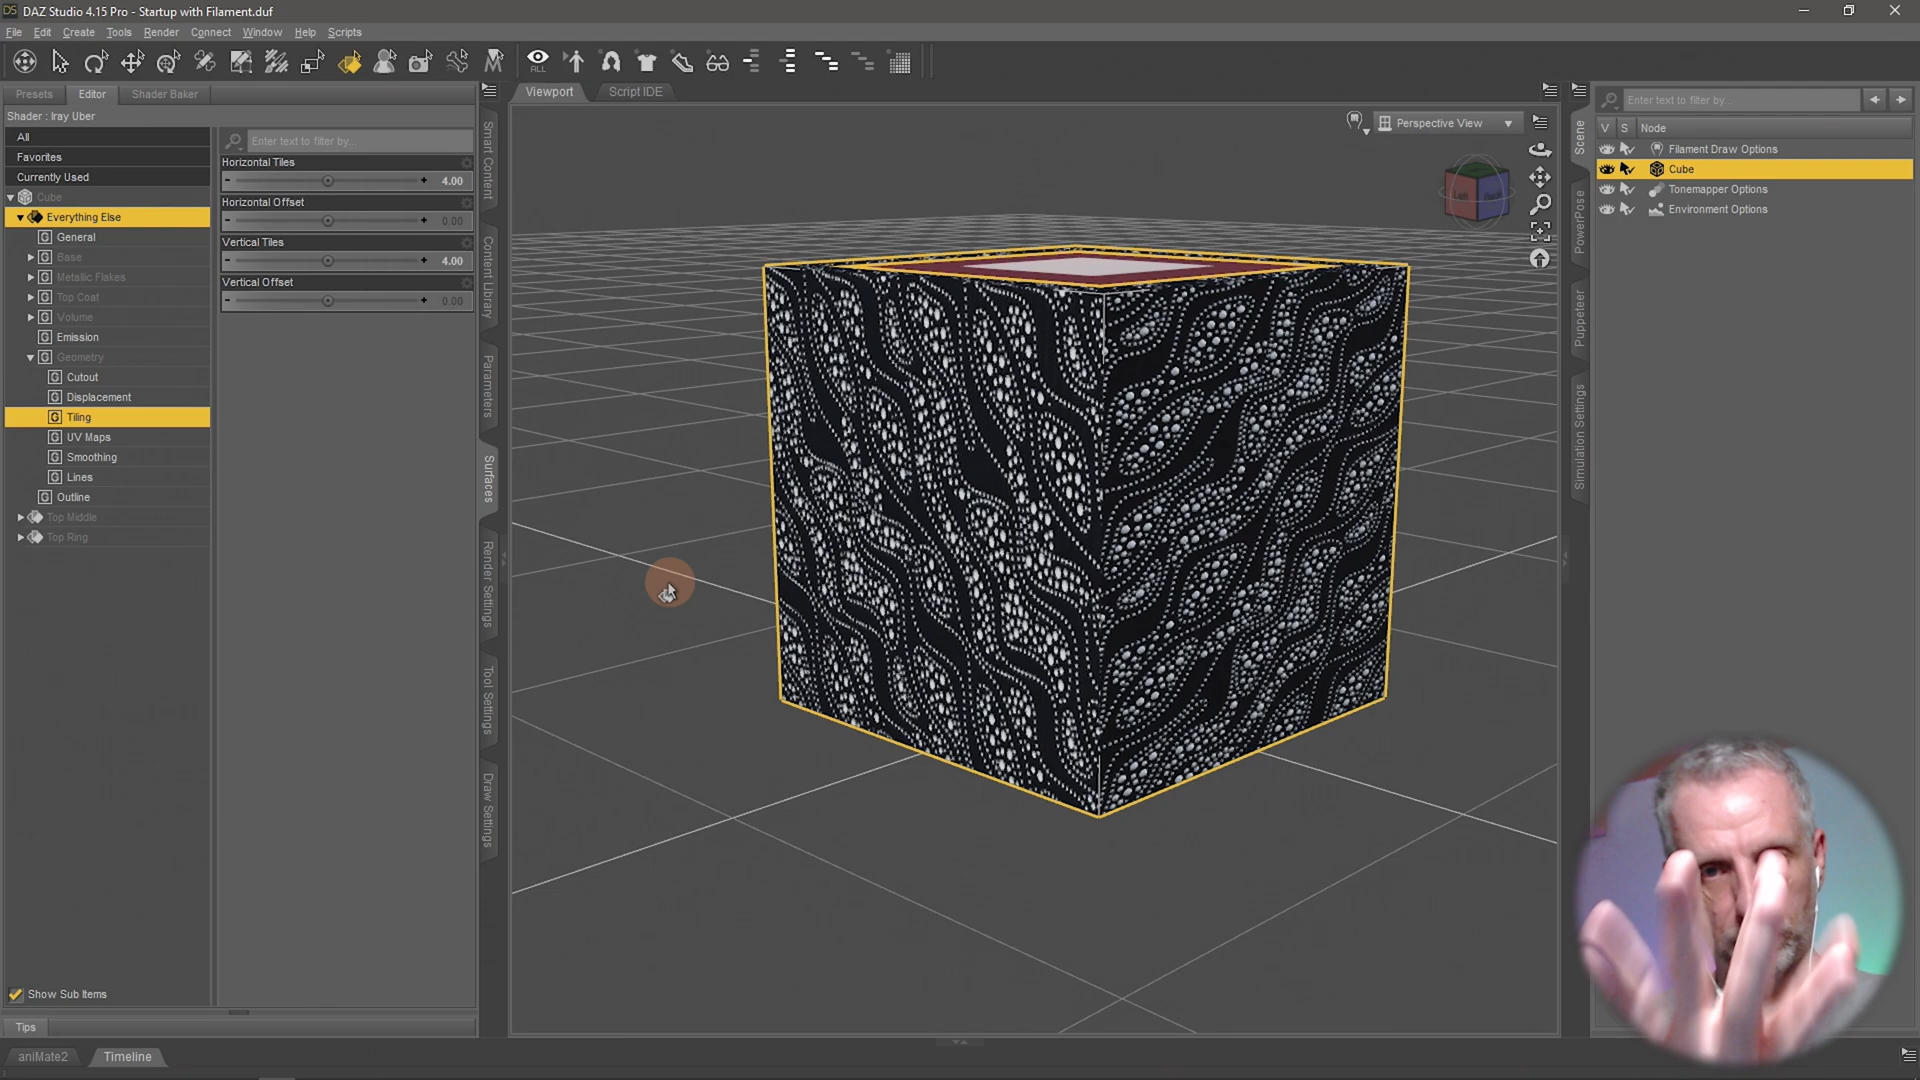 DAZ Studio 4.15 Pro - Startup with Filament.duf
File Edit Create Tools Render Connect Window Help Scripts
ALL
Presets Editor Shader Baker
Shader : Iray Uber
All
Favorites
Currently Used
Cube
Everything Else
General
Base
Metallic Flakes
Top Coat
Volume
Emission
Geometry
Cutout
Displacement
Tiling
UV Maps
Smoothing
Lines
Outline
Top Middle
Top Ring
Show Sub Items
Tips
Enter text to filter by...
Horizontal Tiles
4.00
Horizontal Offset
0.00
Vertical Tiles
4.00
Vertical Offset
0.00
Smart Content
Content Library
Parameters
Surfaces
Render Settings
Tool Settings
Draw Settings
Viewport Script IDE
Perspective View
Scene
PowerPose
Puppeteer
Simulation Settings
Enter text to filter by...
V S Node
Filament Draw Options
Cube
Tonemapper Options
Environment Options
aniMate2 Timeline